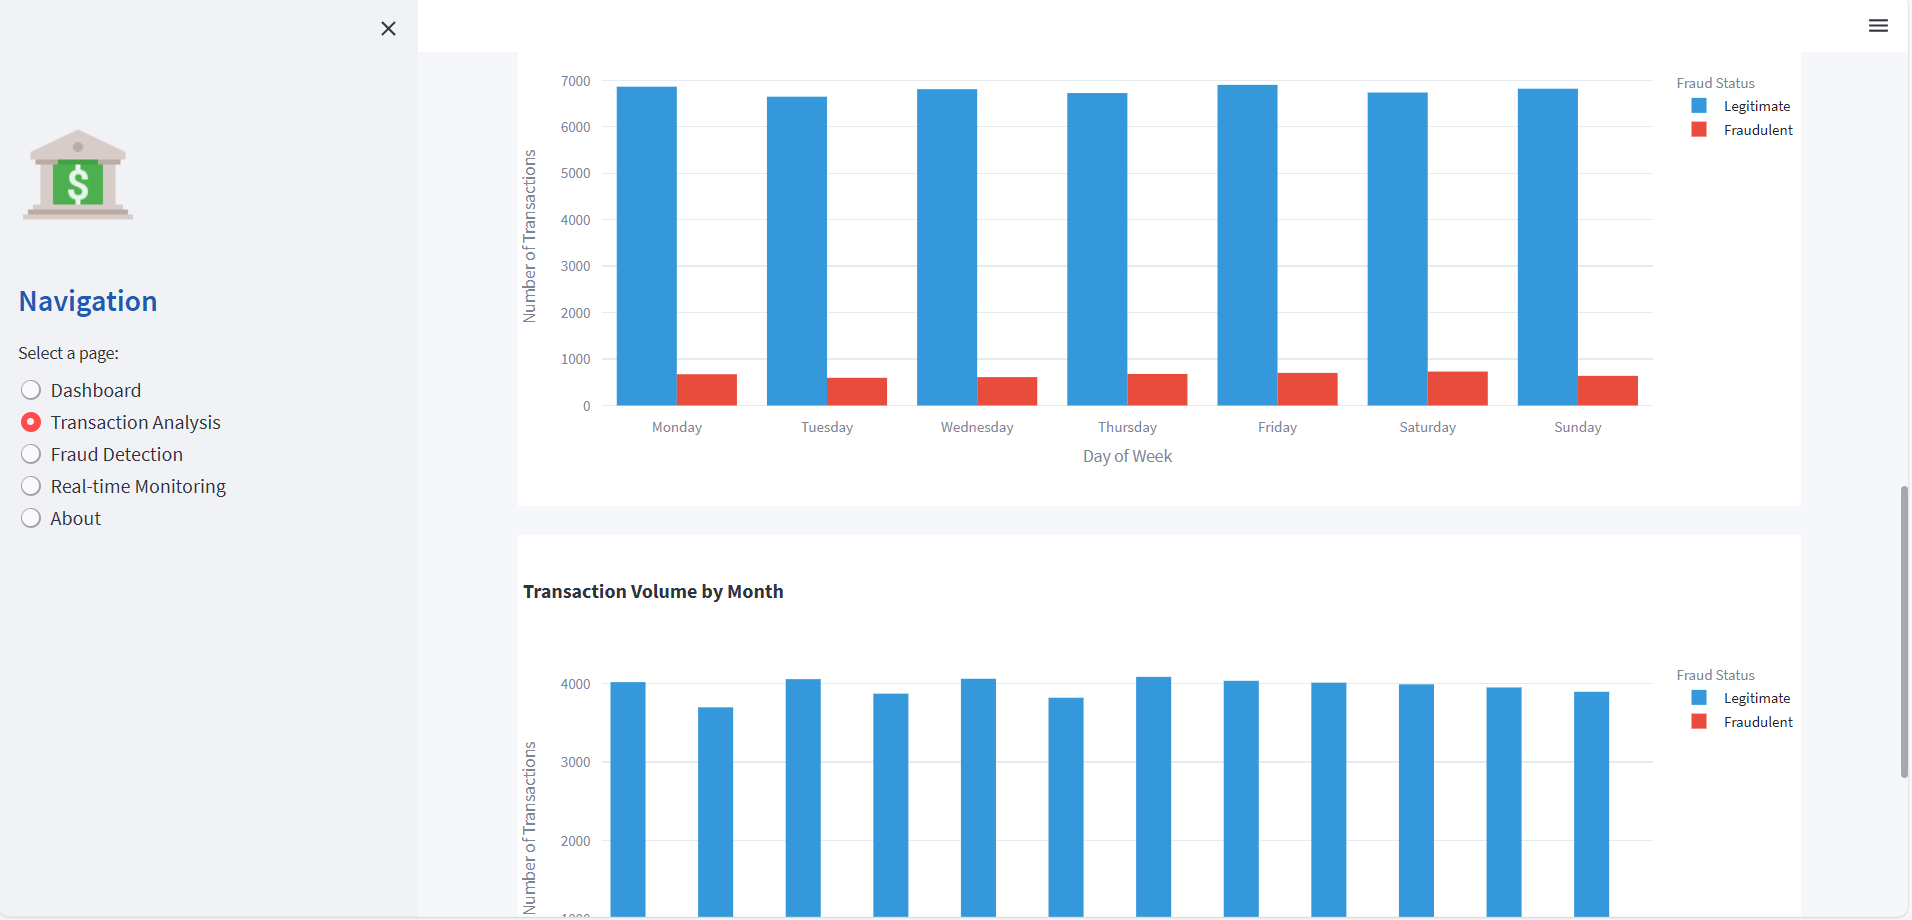 Navigation
Select a page:
Dashboard
Transaction Analysis
Fraud Detection
Real-time Monitoring
About
7000
6000
5000
4000
3000
2000
1000
0
Number of Transactions
Monday Tuesday Wednesday Thursday Friday Saturday Sunday
Day of Week
Fraud Status
Legitimate
Fraudulent
Transaction Volume by Month
4000
3000
2000
Number of Transactions
Fraud Status
Legitimate
Fraudulent